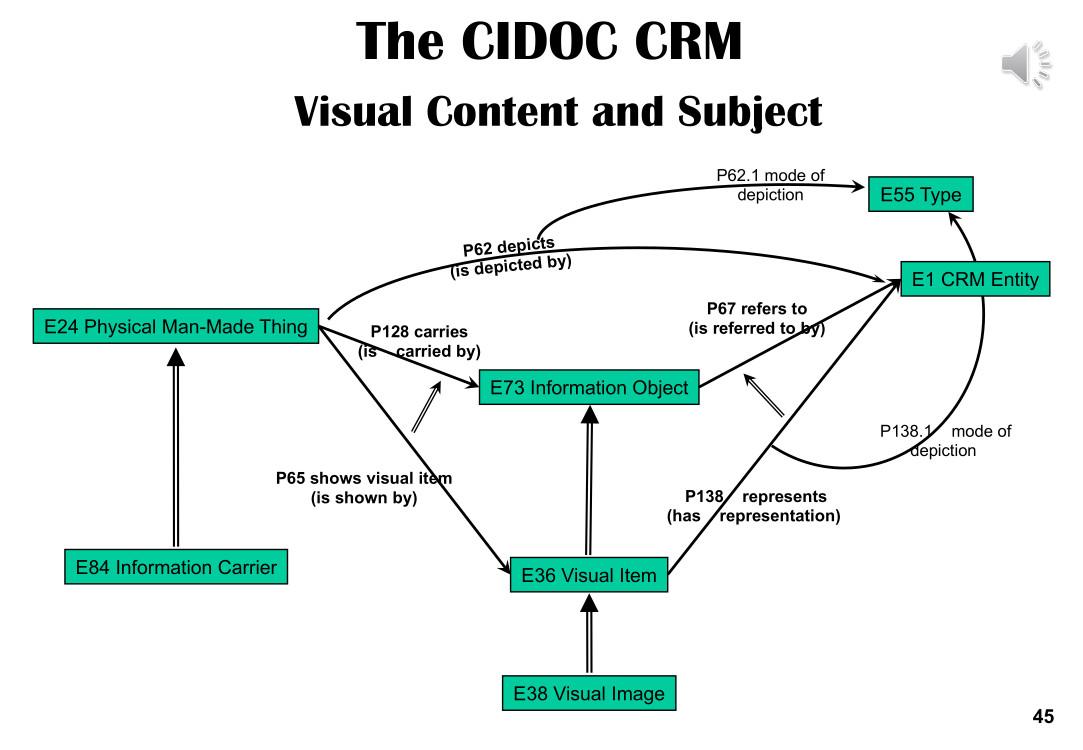 The CIDOC CRM
Visual Content and Subject
P62.1 mode of
depiction
E55 Type
P62 depicts
(is depicted by)
E1 CRM Entity
E24 Physical Man-Made Thing
P128 carries
(is carried by)
P67 refers to
(is referred to by)
E73 Information Object
P138.1 mode of
depiction
P65 shows visual item
(is shown by)
P138 represents
(has representation)
E84 Information Carrier
E36 Visual Item
E38 Visual Image
45